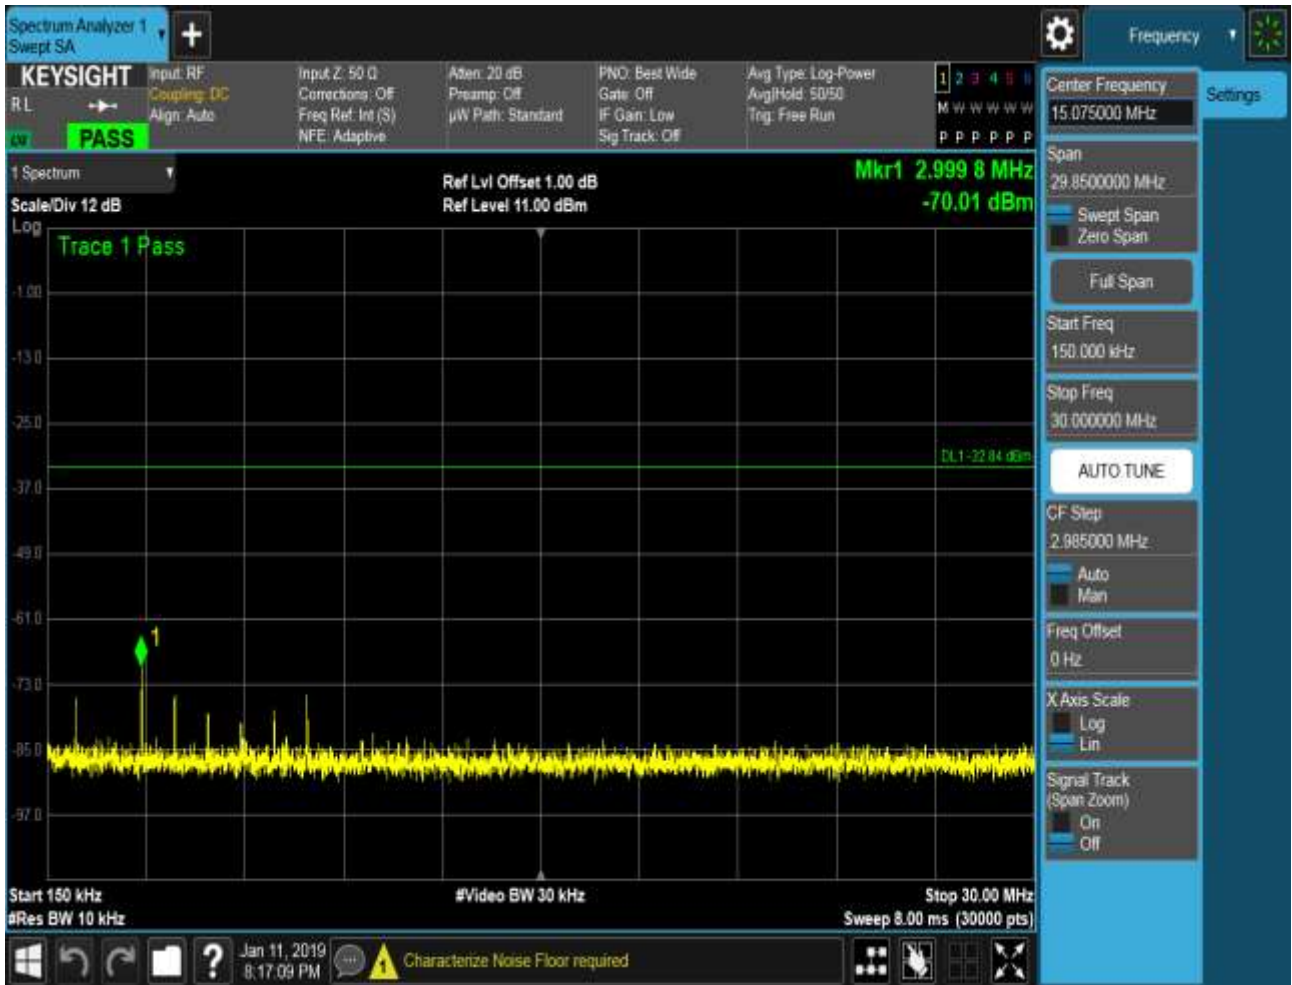 Spectrum Analyzer 1
Swept SA
+
Frequency
KEYSIGHT
R L
PASS
Input: RF
Coupling: DC
Align: Auto
Input Z: 50 Ω
Corrections: Off
Freq Ref: Int (S)
NFE: Adaptive
Atten: 20 dB
Preamp: Off
µW Path: Standard
PNO: Best Wide
Gate: Off
IF Gain: Low
Sig Track: Off
Avg Type: Log-Power
Avg|Hold: 50/50
Trig: Free Run
1 2 3 4 5 6
M W W W W W
P P P P P P
1 Spectrum
Scale/Div 12 dB
Ref Lvl Offset 1.00 dB
Ref Level 11.00 dBm
Mkr1 2.999 8 MHz
-70.01 dBm
Log
Trace 1 Pass
-1.00
-13.0
-25.0
DL1 -32.84 dBm
-37.0
-49.0
-61.0
1
-73.0
-85.0
-97.0
Start 150 kHz
#Video BW 30 kHz
Stop 30.00 MHz
#Res BW 10 kHz
Sweep 8.00 ms (30000 pts)
Center Frequency
15.075000 MHz
Settings
Span
29.8500000 MHz
Swept Span
Zero Span
Full Span
Start Freq
150.000 kHz
Stop Freq
30.000000 MHz
AUTO TUNE
CF Step
2.985000 MHz
Auto
Man
Freq Offset
0 Hz
X Axis Scale
Log
Lin
Signal Track
(Span Zoom)
On
Off
?
Jan 11, 2019
8:17:09 PM
1
Characterize Noise Floor required